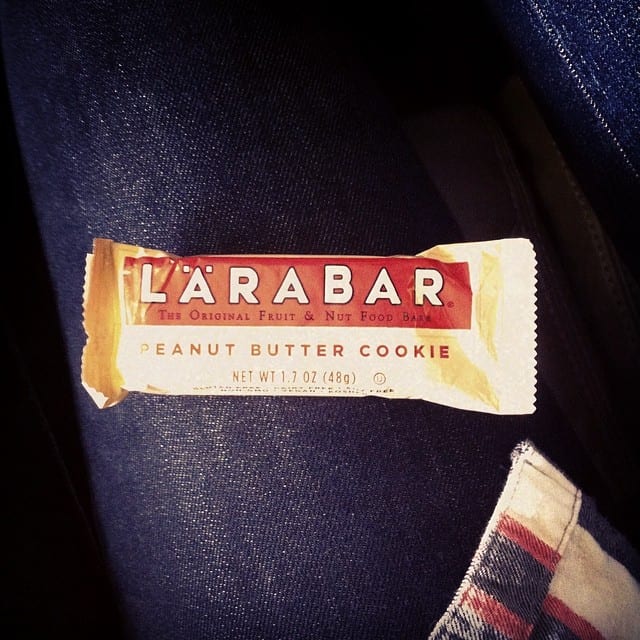 LÄRABAR®
THE ORIGINAL FRUIT & NUT FOOD BAR
PEANUT BUTTER COOKIE
NET WT 1.7 OZ (48g) Ⓤ